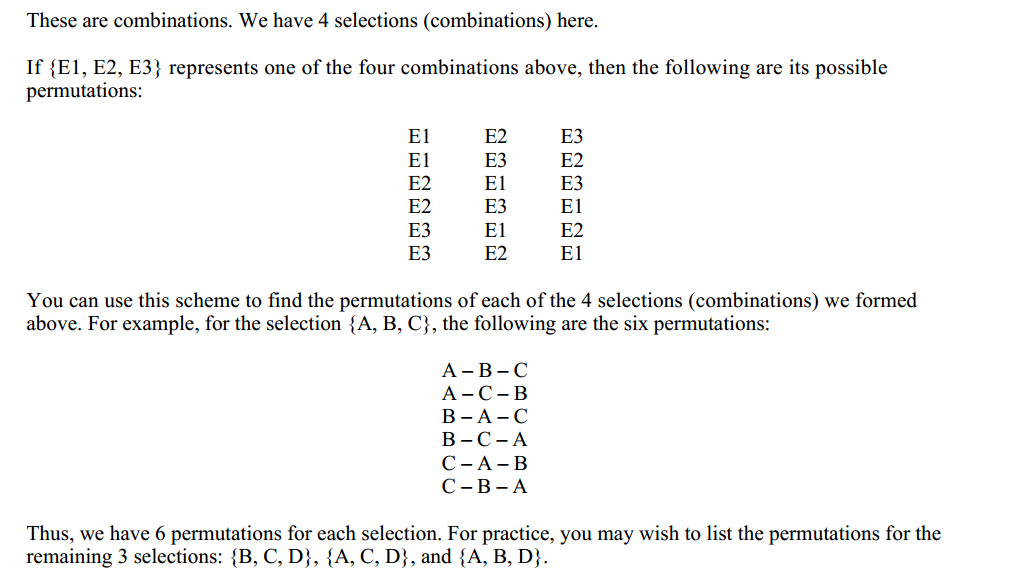 These are combinations. We have 4 selections (combinations) here.
If {E1, E2, E3} represents one of the four combinations above, then the following are its possible
permutations:
E1 E2 E3
E1 E3 E2
E2 E1 E3
E2 E3 E1
E3 E1 E2
E3 E2 E1
You can use this scheme to find the permutations of each of the 4 selections (combinations) we formed
above. For example, for the selection {A, B, C}, the following are the six permutations:
A – B – C
A – C – B
B – A – C
B – C – A
C – A – B
C – B – A
Thus, we have 6 permutations for each selection. For practice, you may wish to list the permutations for the
remaining 3 selections: {B, C, D}, {A, C, D}, and {A, B, D}.